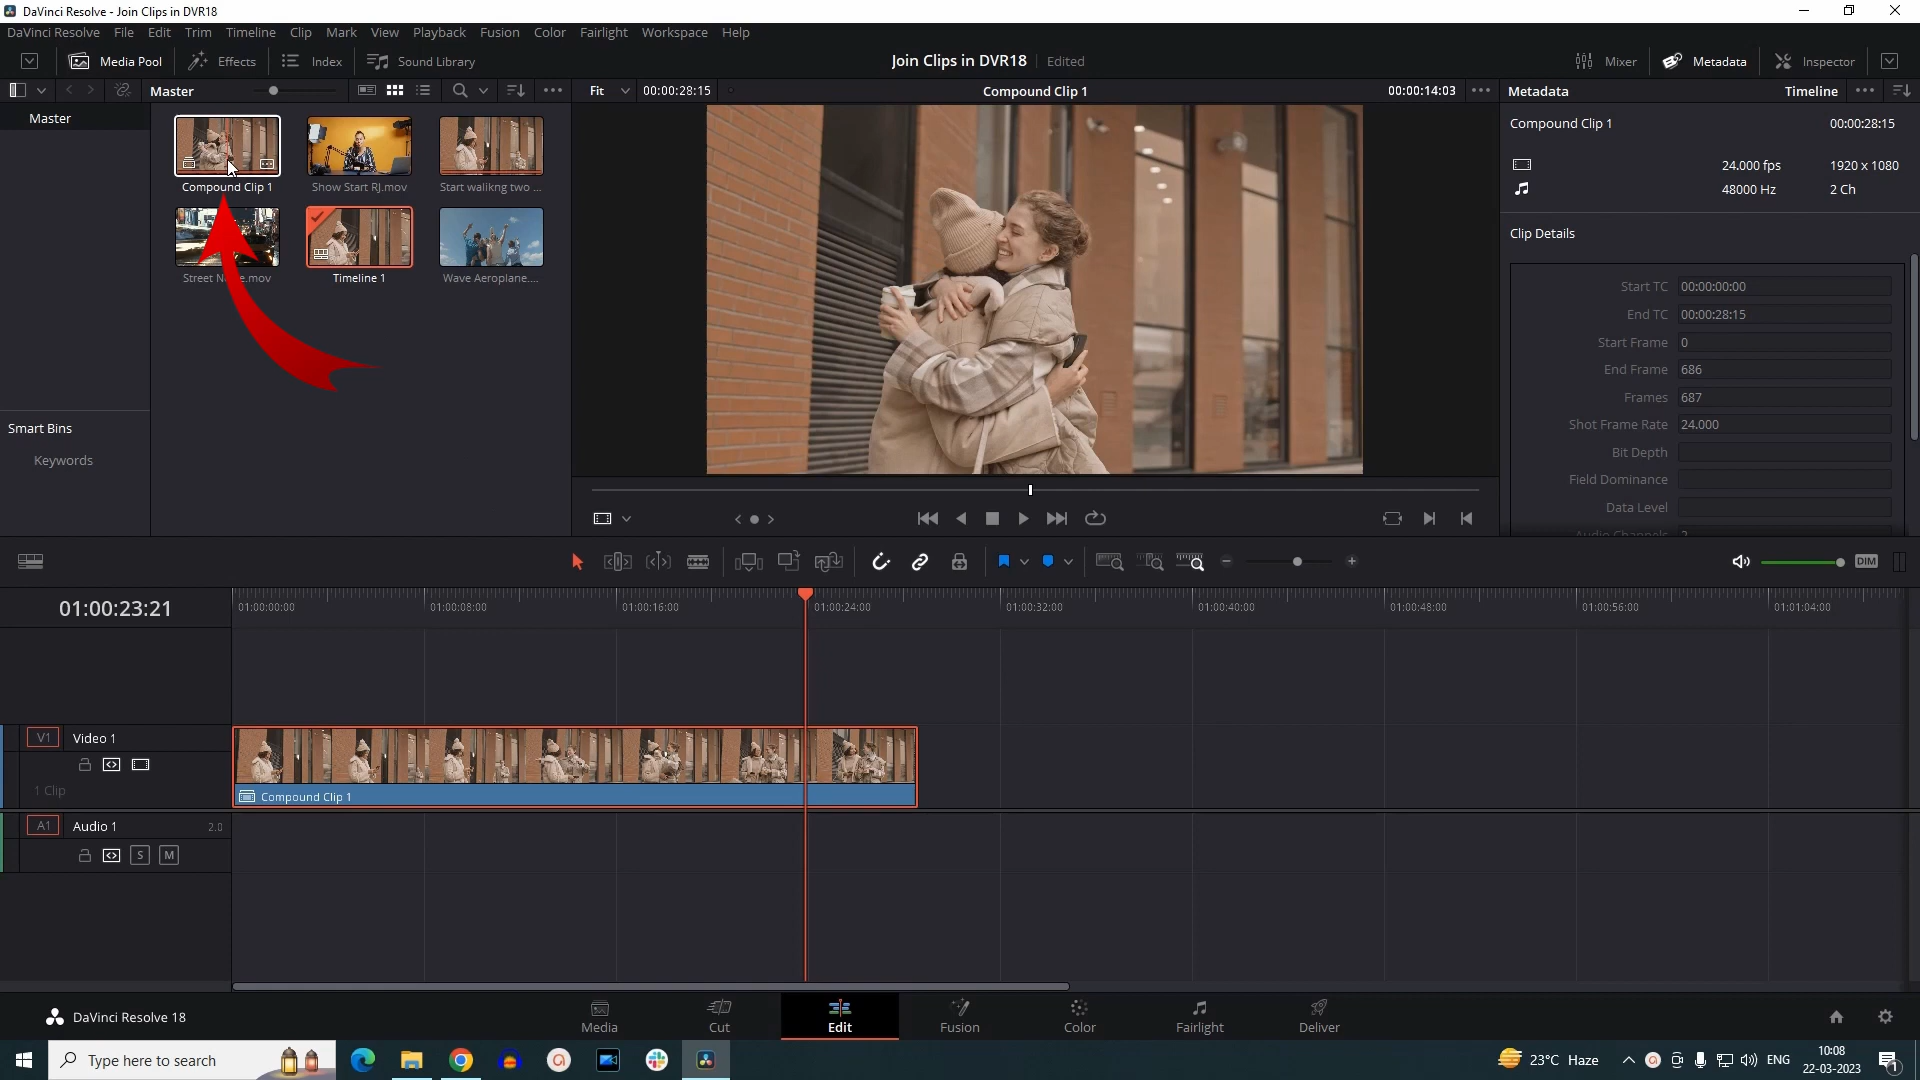 DaVinci Resolve - Join Clips in DVR18
DaVinci Resolve File Edit Trim Timeline Clip Mark View Playback Fusion Color Fairlight Workspace Help
Media Pool Effects Index Sound Library Join Clips in DVR18 Edited Mixer Metadata Inspector
Master Fit 00:00:28:15 Compound Clip 1 00:00:14:03 Metadata Timeline
Master
Compound Clip 1 Show Start RJ.mov Start walikng two ...
Timeline 1 Wave Aeroplane....
Smart Bins
Keywords
Compound Clip 1 00:00:28:15
24.000 fps 1920 x 1080
48000 Hz 2 Ch
Clip Details
Start TC 00:00:00:00
End TC 00:00:28:15
Start Frame 0
End Frame 686
Frames 687
Shot Frame Rate 24.000
Bit Depth
Field Dominance
Data Level
Audio Channels 2
DIM
01:00:23:21 01:00:00:00 01:00:08:00 01:00:16:00 01:00:24:00 01:00:32:00 01:00:40:00 01:00:48:00 01:00:56:00 01:01:04:00
V1 Video 1
1 Clip
Compound Clip 1
A1 Audio 1 2.0
S M
DaVinci Resolve 18 Media Cut Edit Fusion Color Fairlight Deliver
Type here to search 23°C Haze ENG 10:08
22-03-2023 1